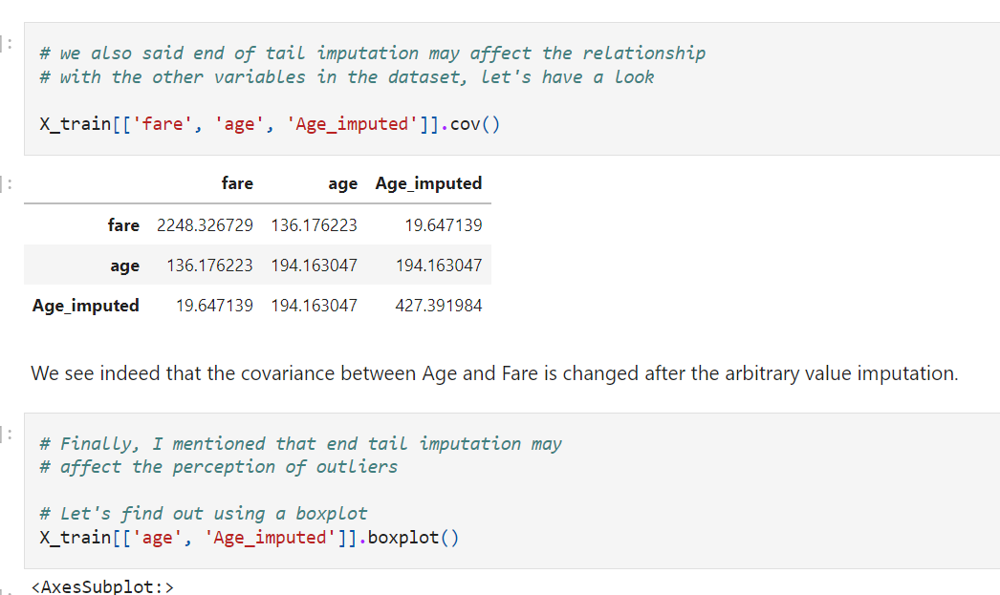 ]:
# we also said end of tail imputation may affect the relationship
# with the other variables in the dataset, let's have a look
X_train[['fare', 'age', 'Age_imputed']].cov()
]:
fare age Age_imputed
fare 2248.326729 136.176223 19.647139
age 136.176223 194.163047 194.163047
Age_imputed 19.647139 194.163047 427.391984
We see indeed that the covariance between Age and Fare is changed after the arbitrary value imputation.
]:
# Finally, I mentioned that end tail imputation may
# affect the perception of outliers
# Let's find out using a boxplot
X_train[['age', 'Age_imputed']].boxplot()
<AxesSubplot:>